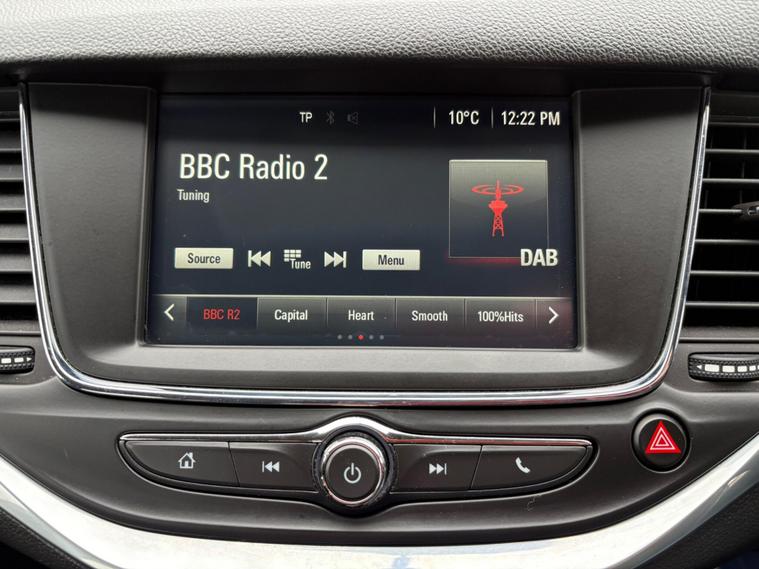 TP 10°C 12:22 PM
BBC Radio 2
Tuning
DAB
Source Tune Menu
BBC R2 Capital Heart Smooth 100%Hits